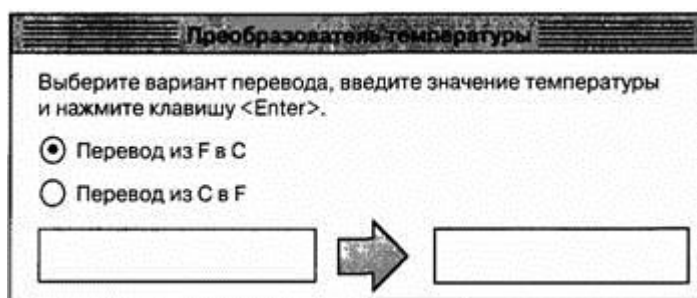 Преобразователь температуры
Выберите вариант перевода, введите значение температуры
и нажмите клавишу <Enter>.
Перевод из F в C
Перевод из C в F